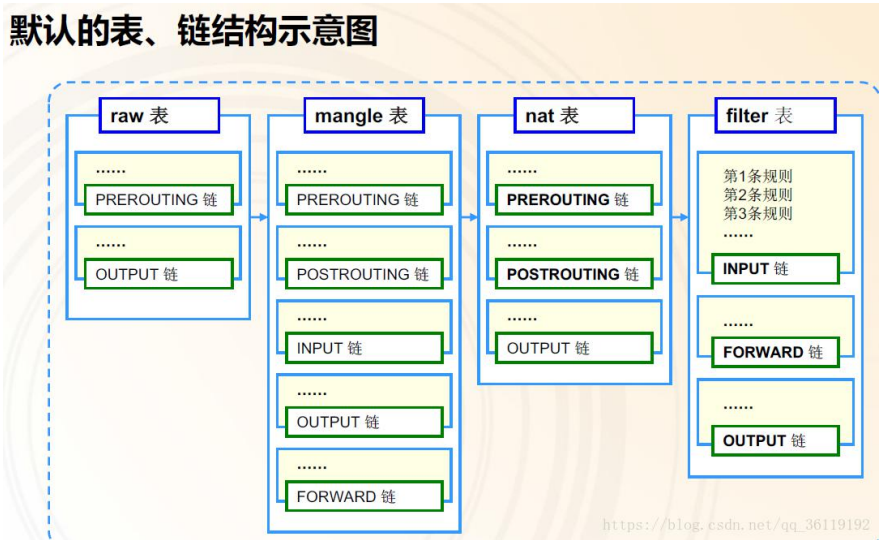 默认的表、链结构示意图
raw 表
......
PREROUTING 链
......
OUTPUT 链
mangle 表
......
PREROUTING 链
......
POSTROUTING 链
......
INPUT 链
......
OUTPUT 链
......
FORWARD 链
nat 表
......
PREROUTING 链
......
POSTROUTING 链
......
OUTPUT 链
filter 表
第1条规则
第2条规则
第3条规则
......
INPUT 链
......
FORWARD 链
......
OUTPUT 链
https://blog.csdn.net/qq_36119192